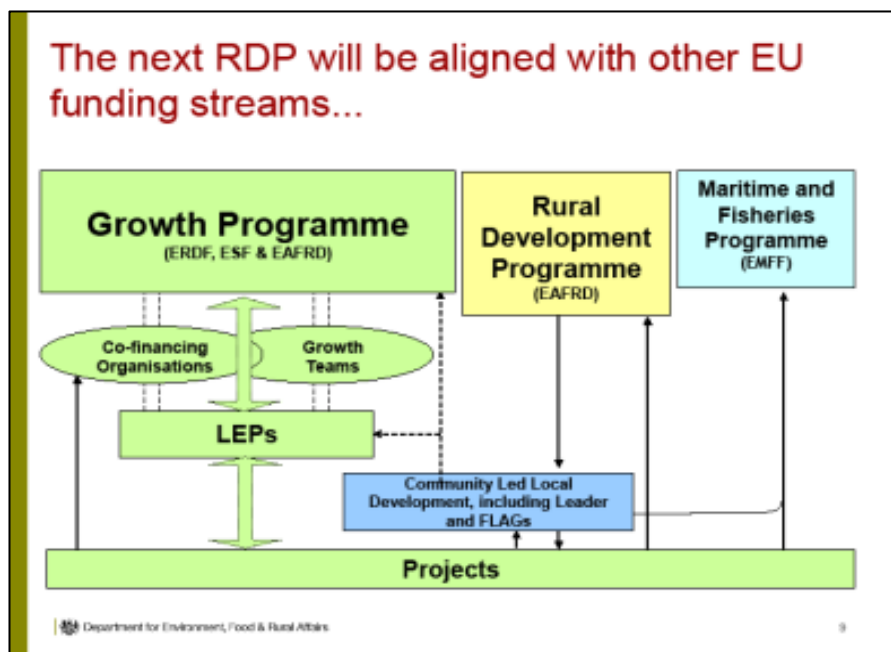 The next RDP will be aligned with other EU
funding streams...
Growth Programme
(ERDF, ESF & EAFRD)
Rural
Development
Programme
(EAFRD)
Maritime and
Fisheries
Programme
(EMFF)
Co-financing
Organisations
Growth
Teams
LEPs
Community Led Local
Development, including Leader
and FLAGs
Projects
Department for Environment, Food & Rural Affairs
9